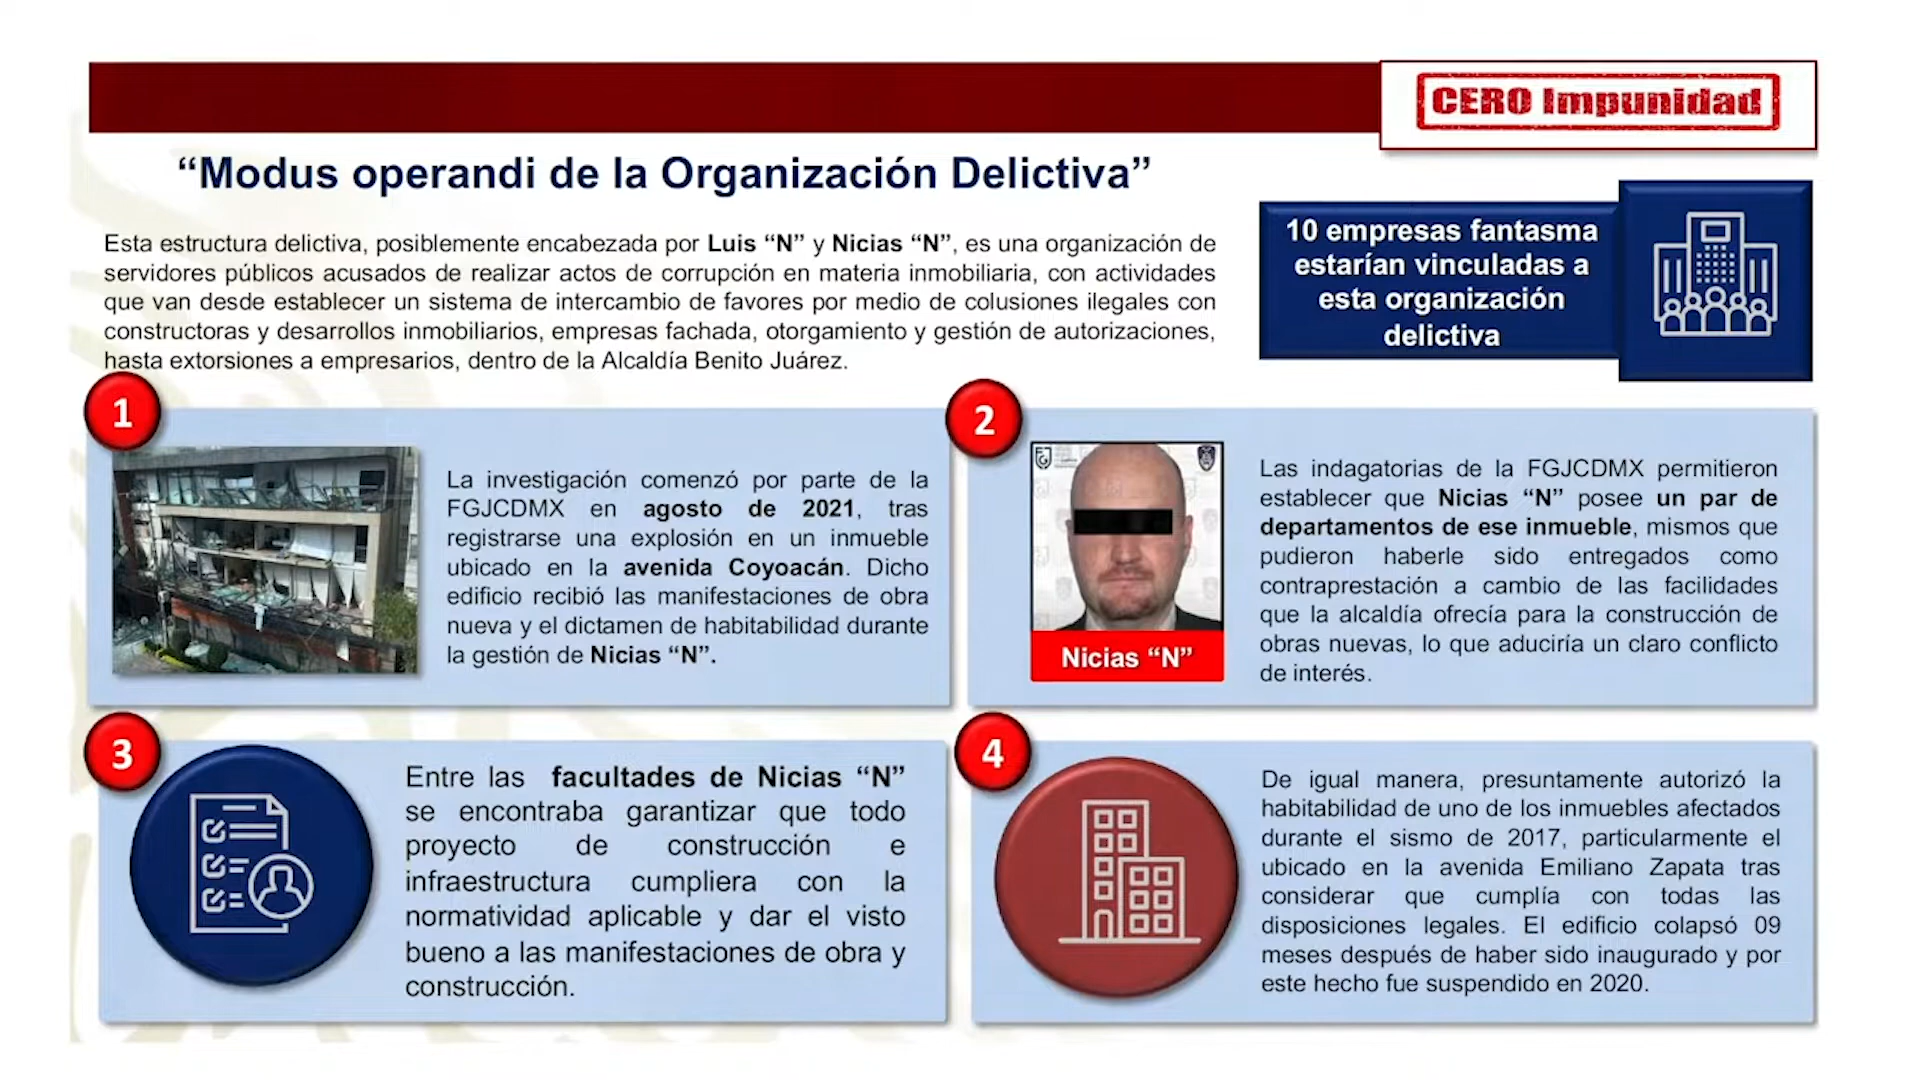 CERO Impunidad
“Modus operandi de la Organización Delictiva”
Esta estructura delictiva, posiblemente encabezada por Luis “N” y Nicias “N”, es una organización de
servidores públicos acusados de realizar actos de corrupción en materia inmobiliaria, con actividades
que van desde establecer un sistema de intercambio de favores por medio de colusiones ilegales con
constructoras y desarrollos inmobiliarios, empresas fachada, otorgamiento y gestión de autorizaciones,
hasta extorsiones a empresarios, dentro de la Alcaldía Benito Juárez.
10 empresas fantasma
estarían vinculadas a
esta organización
delictiva
1
La investigación comenzó por parte de la
FGJCDMX en agosto de 2021, tras
registrarse una explosión en un inmueble
ubicado en la avenida Coyoacán. Dicho
edificio recibió las manifestaciones de obra
nueva y el dictamen de habitabilidad durante
la gestión de Nicias “N”.
2
Nicias “N”
Las indagatorias de la FGJCDMX permitieron
establecer que Nicias “N” posee un par de
departamentos de ese inmueble, mismos que
pudieron haberle sido entregados como
contraprestación a cambio de las facilidades
que la alcaldía ofrecía para la construcción de
obras nuevas, lo que aduciría un claro conflicto
de interés.
3
Entre las facultades de Nicias “N”
se encontraba garantizar que todo
proyecto de construcción e
infraestructura cumpliera con la
normatividad aplicable y dar el visto
bueno a las manifestaciones de obra y
construcción.
4
De igual manera, presuntamente autorizó la
habitabilidad de uno de los inmuebles afectados
durante el sismo de 2017, particularmente el
ubicado en la avenida Emiliano Zapata tras
considerar que cumplía con todas las
disposiciones legales. El edificio colapsó 09
meses después de haber sido inaugurado y por
este hecho fue suspendido en 2020.